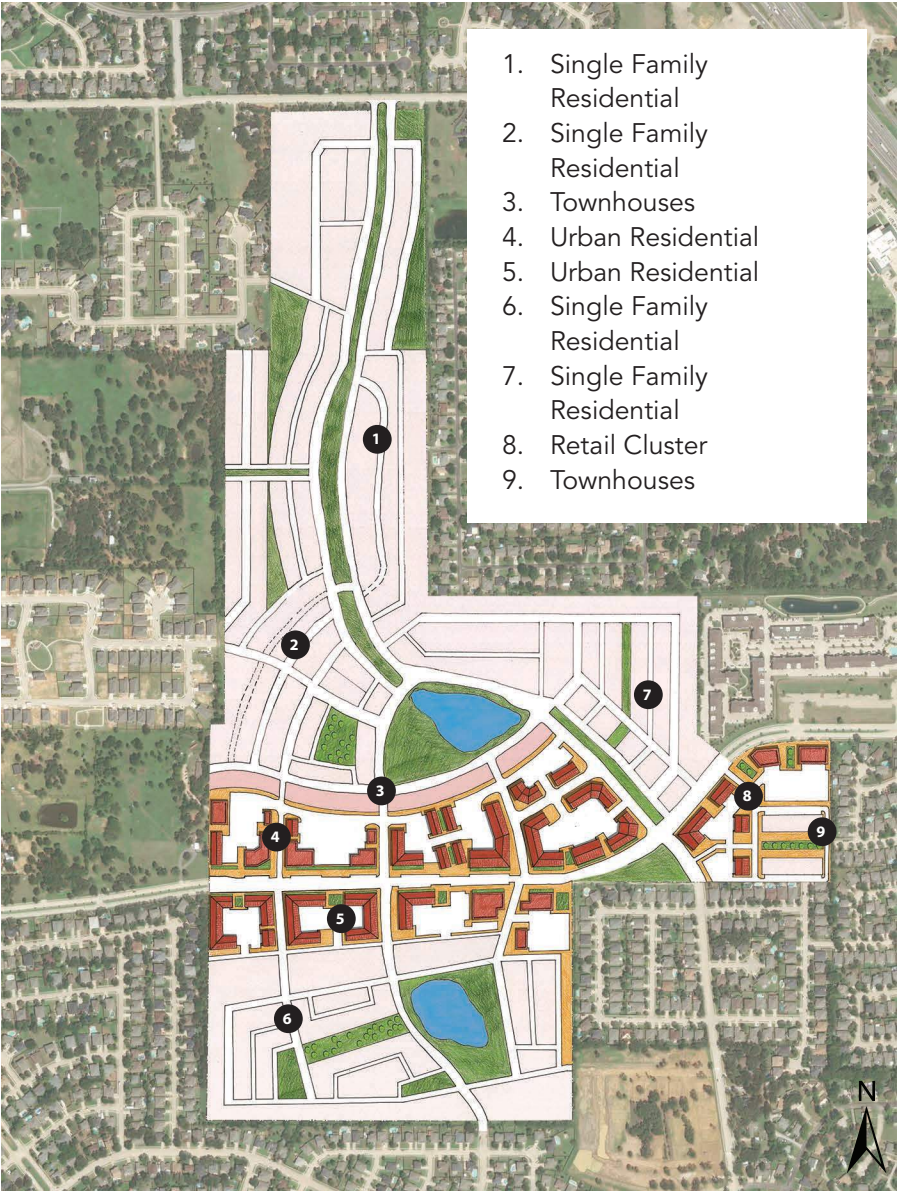 1. Single Family
Residential
2. Single Family
Residential
3. Townhouses
4. Urban Residential
5. Urban Residential
6. Single Family
Residential
7. Single Family
Residential
8. Retail Cluster
9. Townhouses
1
2
7
3
8
4
9
5
6
N